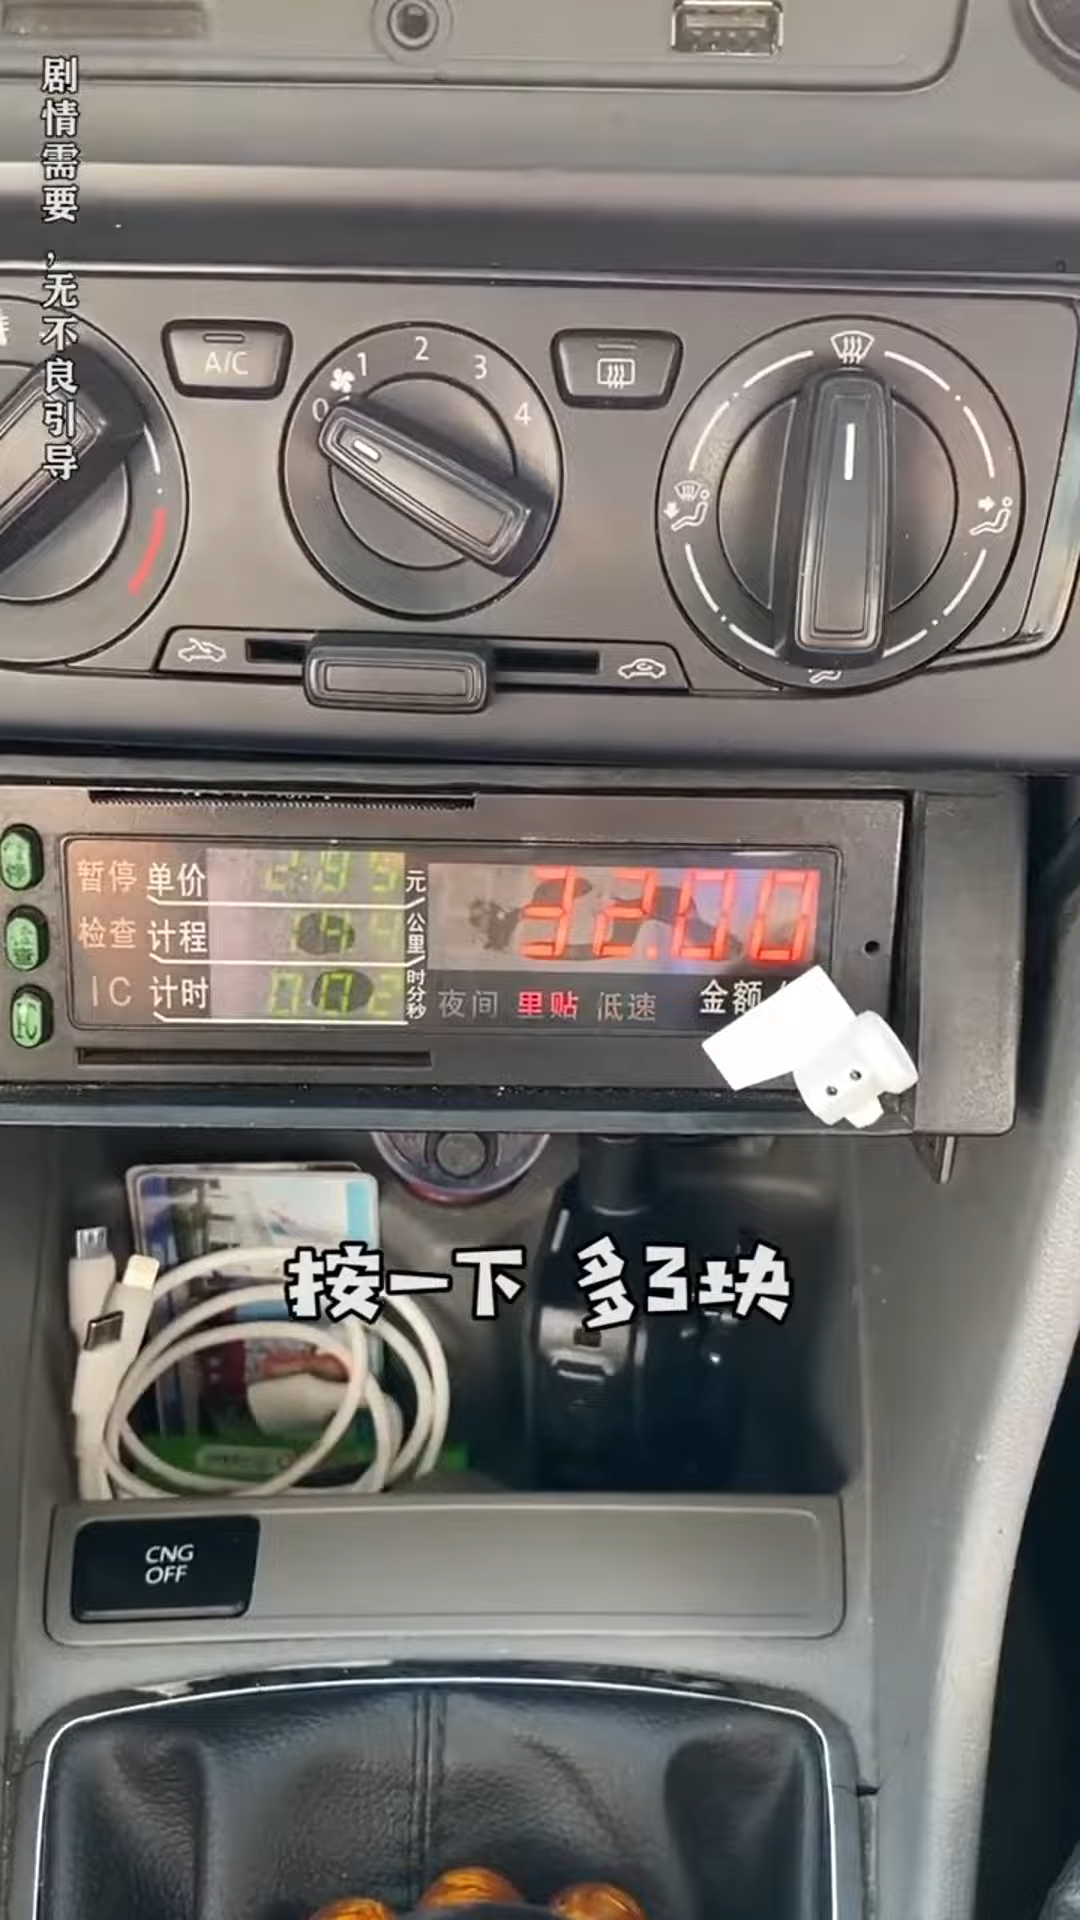 剧情需要，无不良引导
A/C
0 1 2 3 4
暂停 单价 2.95 元
检查 计程 公里
IC 计时 时分秒
32.00
夜间 里贴 低速 金额
按一下 多3块
CNG
OFF